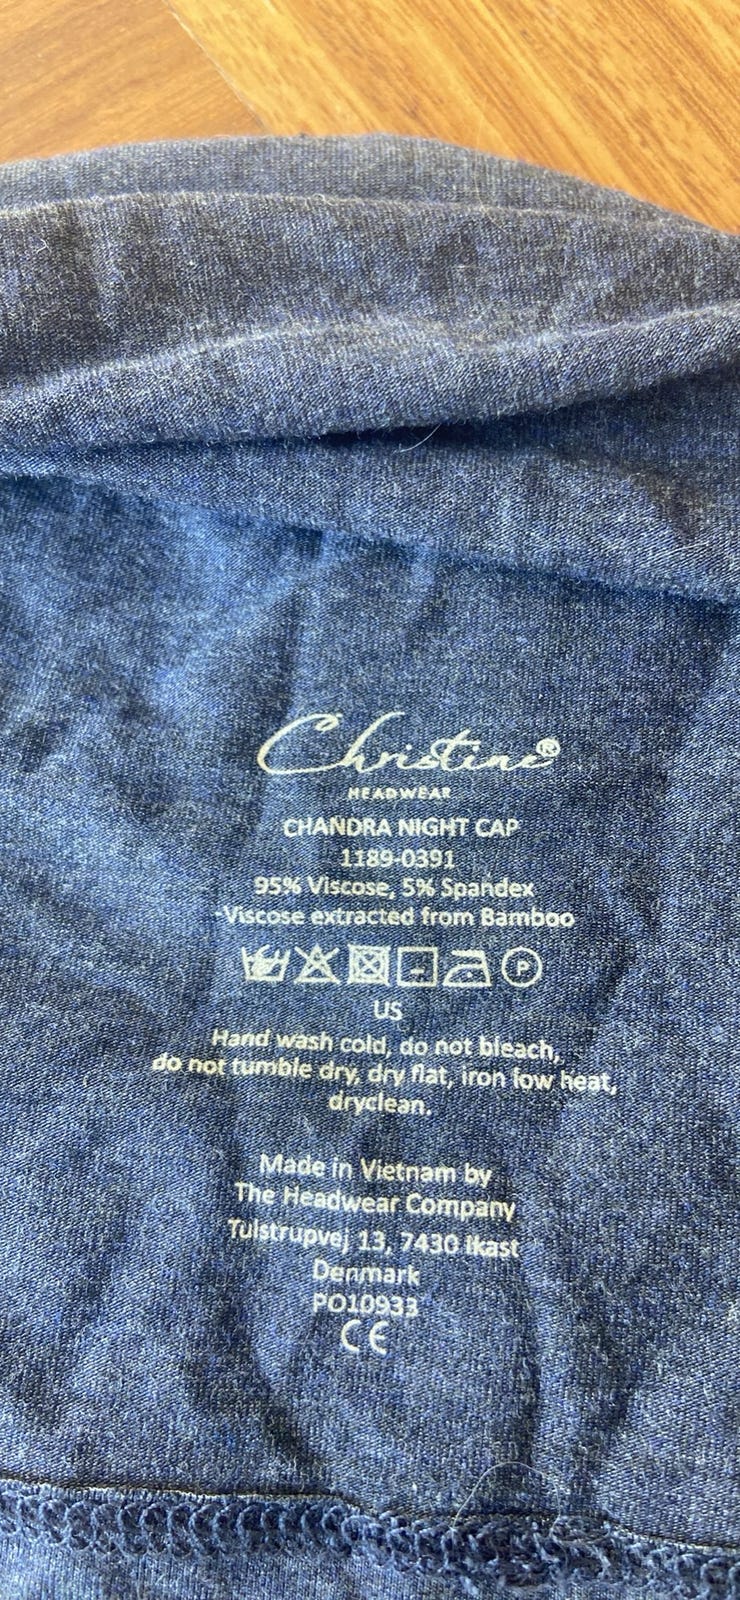 Christine®
HEADWEAR
CHANDRA NIGHT CAP
1189-0391
95% Viscose, 5% Spandex
-Viscose extracted from Bamboo
P
US
Hand wash cold, do not bleach,
do not tumble dry, dry flat, iron low heat,
dryclean.
Made in Vietnam by
The Headwear Company
Tulstrupvej 13, 7430 Ikast
Denmark
PO10933
CE